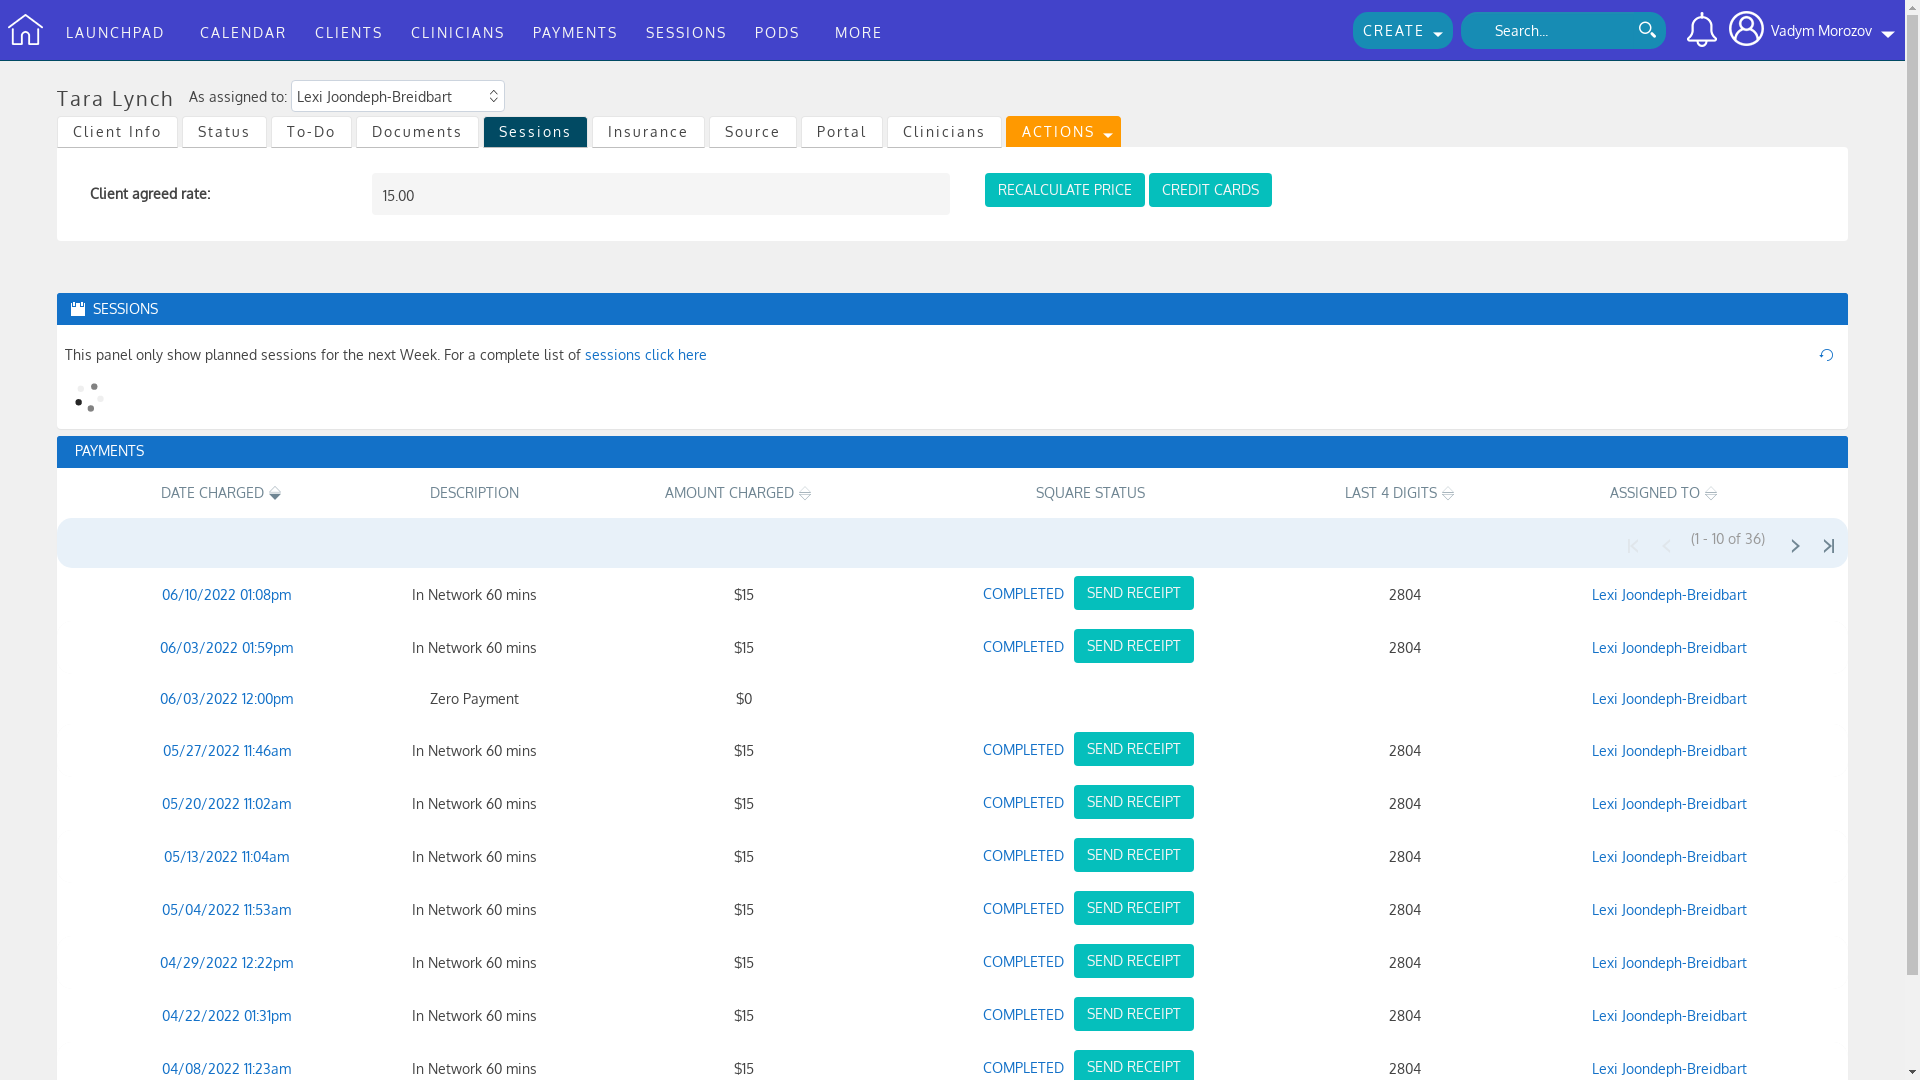 LAUNCHPAD CALENDAR CLIENTS CLINICIANS PAYMENTS SESSIONS PODS MORE CREATE Search... Vadym Morozov
Tara Lynch As assigned to: Lexi Joondeph-Breidbart
Client Info Status To-Do Documents Sessions Insurance Source Portal Clinicians ACTIONS
Client agreed rate: 15.00 RECALCULATE PRICE CREDIT CARDS
SESSIONS
This panel only show planned sessions for the next Week. For a complete list of sessions click here
PAYMENTS
DATE CHARGED DESCRIPTION AMOUNT CHARGED SQUARE STATUS LAST 4 DIGITS ASSIGNED TO
(1 - 10 of 36)
06/10/2022 01:08pm In Network 60 mins $15 COMPLETED SEND RECEIPT 2804 Lexi Joondeph-Breidbart
06/03/2022 01:59pm In Network 60 mins $15 COMPLETED SEND RECEIPT 2804 Lexi Joondeph-Breidbart
06/03/2022 12:00pm Zero Payment $0 Lexi Joondeph-Breidbart
05/27/2022 11:46am In Network 60 mins $15 COMPLETED SEND RECEIPT 2804 Lexi Joondeph-Breidbart
05/20/2022 11:02am In Network 60 mins $15 COMPLETED SEND RECEIPT 2804 Lexi Joondeph-Breidbart
05/13/2022 11:04am In Network 60 mins $15 COMPLETED SEND RECEIPT 2804 Lexi Joondeph-Breidbart
05/04/2022 11:53am In Network 60 mins $15 COMPLETED SEND RECEIPT 2804 Lexi Joondeph-Breidbart
04/29/2022 12:22pm In Network 60 mins $15 COMPLETED SEND RECEIPT 2804 Lexi Joondeph-Breidbart
04/22/2022 01:31pm In Network 60 mins $15 COMPLETED SEND RECEIPT 2804 Lexi Joondeph-Breidbart
04/08/2022 11:23am In Network 60 mins $15 COMPLETED SEND RECEIPT 2804 Lexi Joondeph-Breidbart